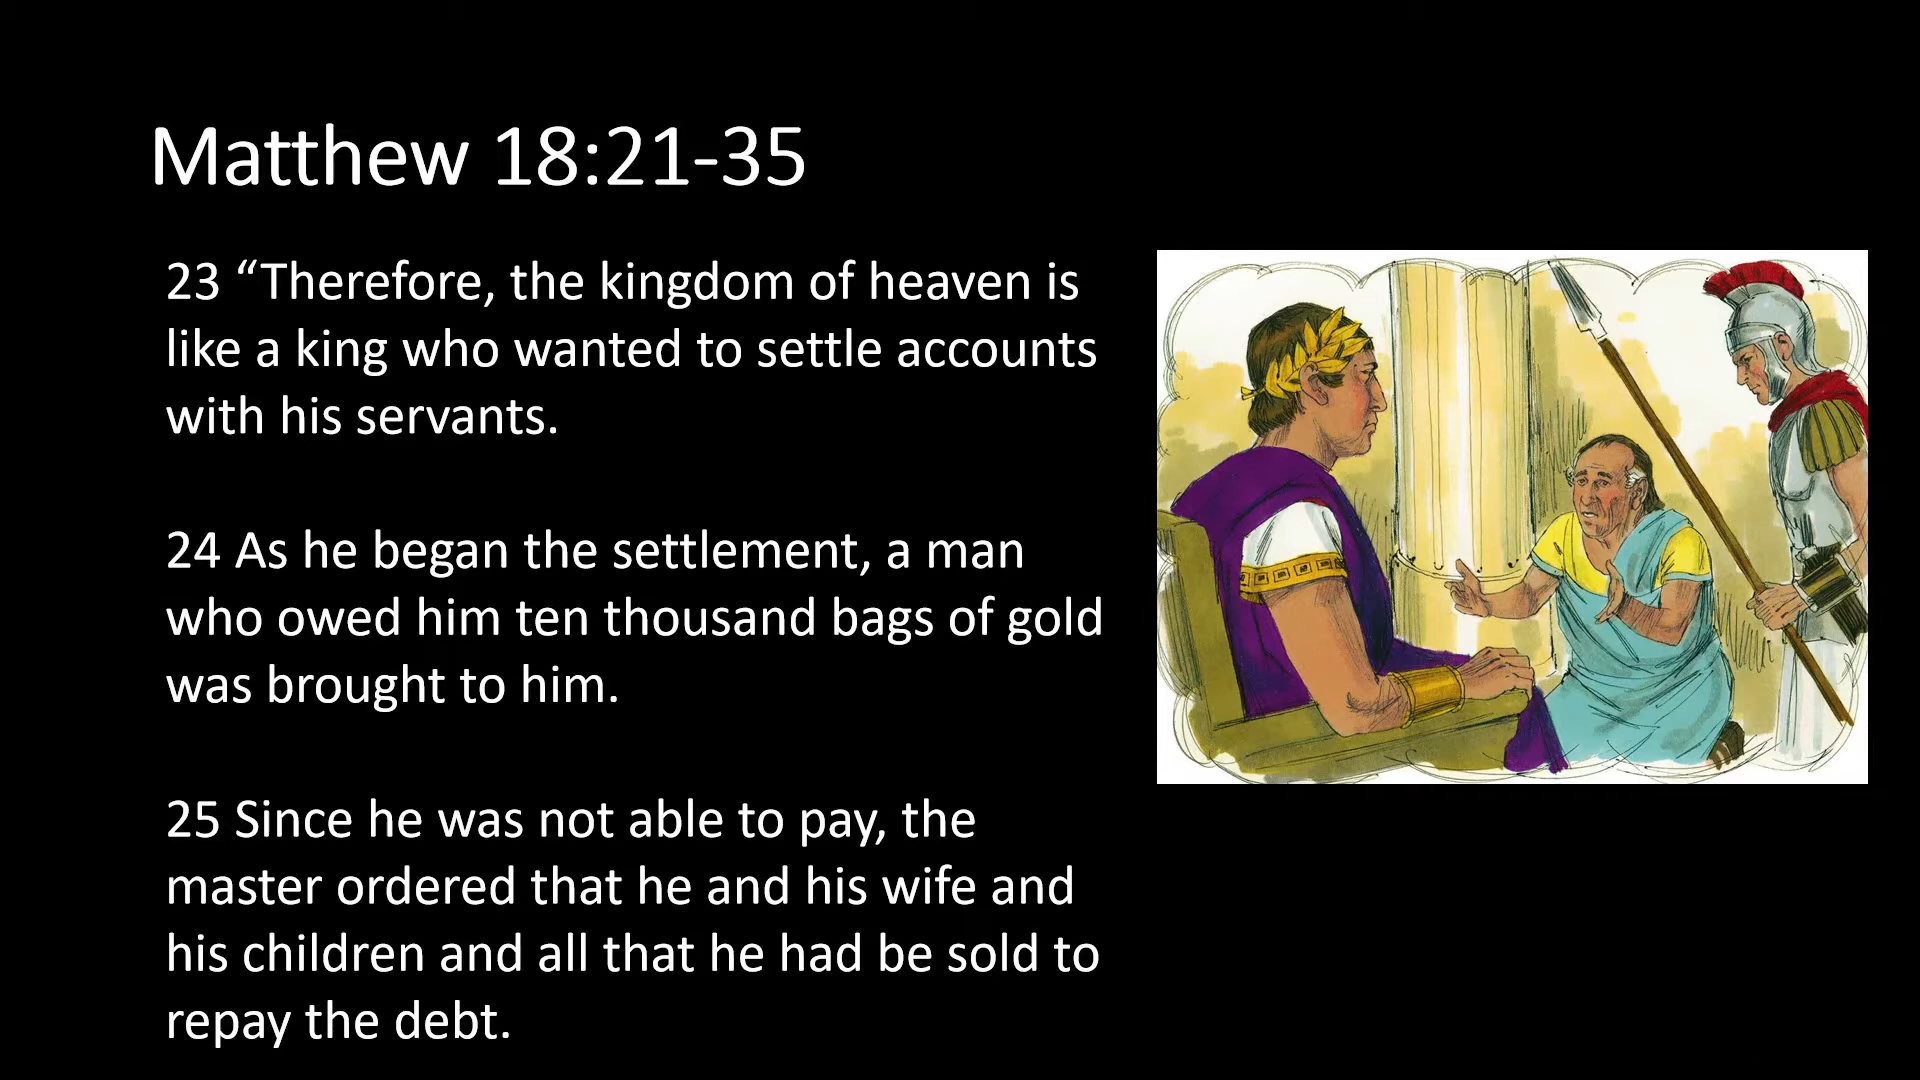 Matthew 18:21-35
23 “Therefore, the kingdom of heaven is
like a king who wanted to settle accounts
with his servants.
24 As he began the settlement, a man
who owed him ten thousand bags of gold
was brought to him.
25 Since he was not able to pay, the
master ordered that he and his wife and
his children and all that he had be sold to
repay the debt.